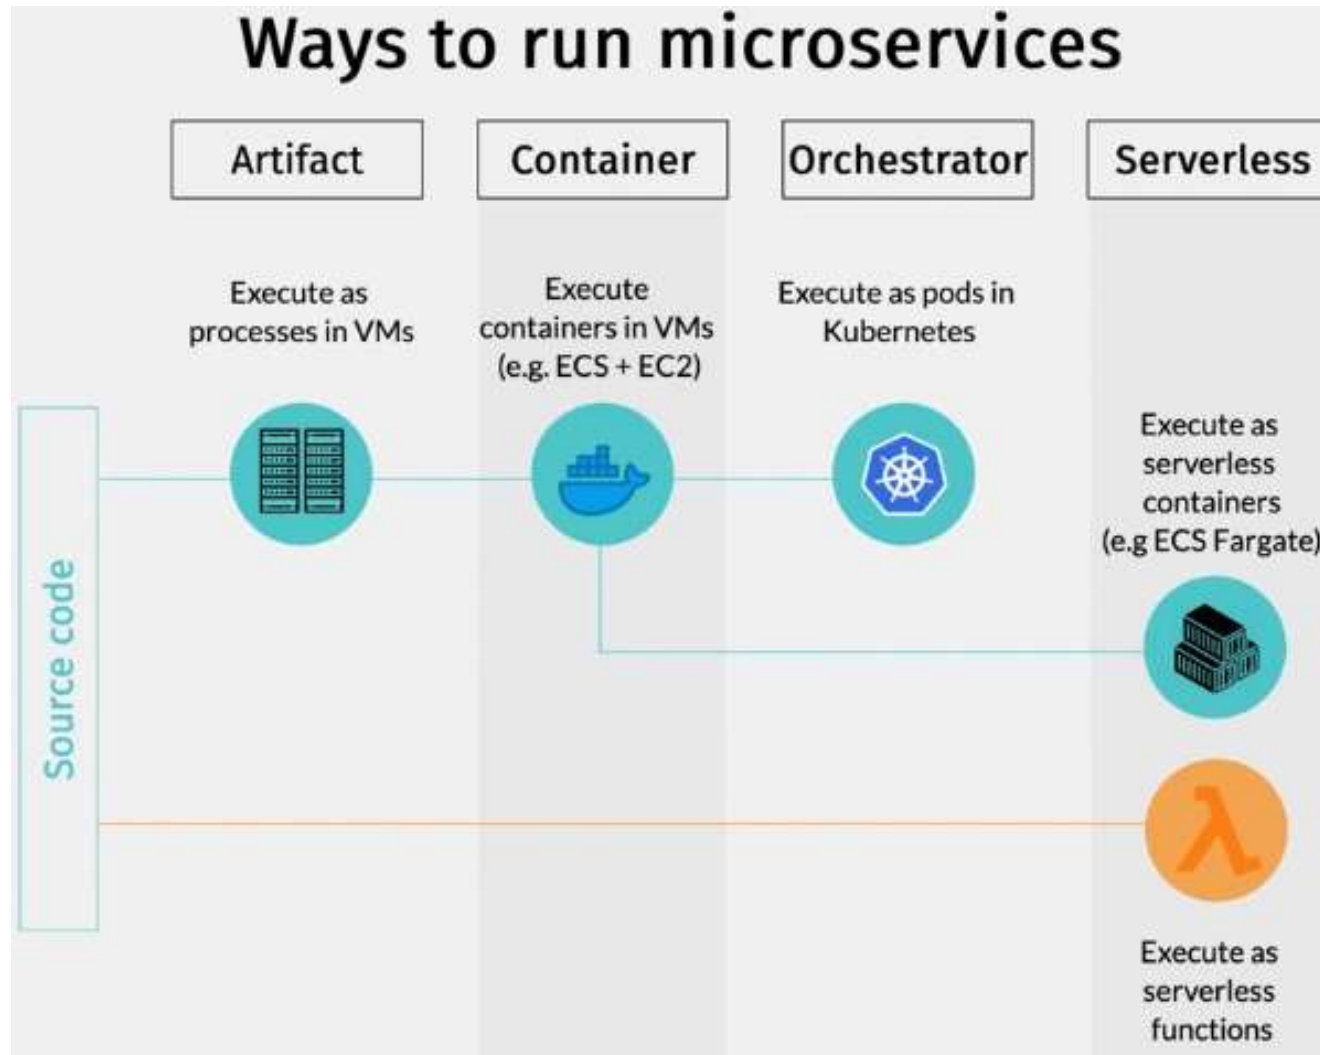 Ways to run microservices
Artifact
Container
Orchestrator
Serverless
Execute as
processes in VMs
Execute
containers in VMs
(e.g. ECS + EC2)
Execute as pods in
Kubernetes
Execute as
serverless
containers
(e.g ECS Fargate)
Source code
Execute as
serverless
functions